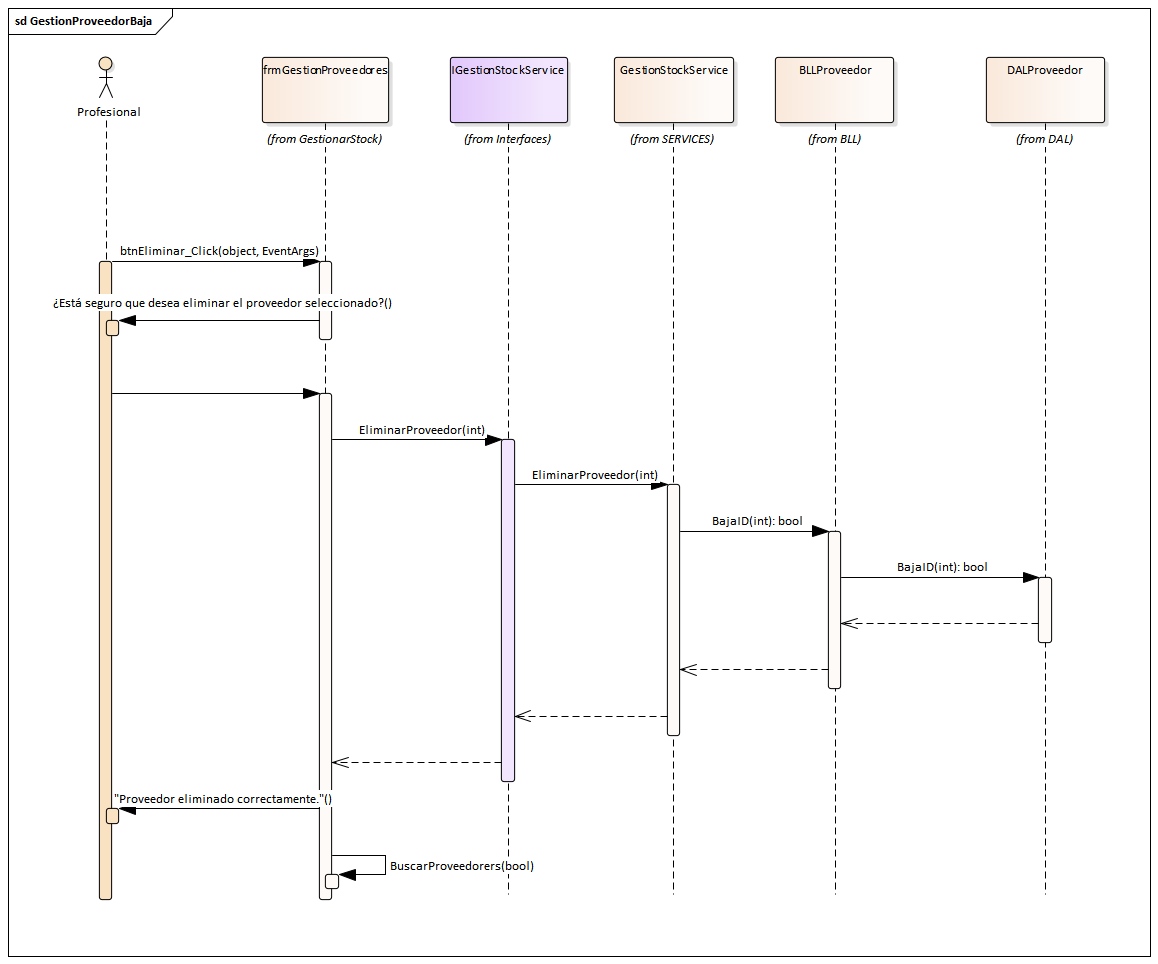 sd GestionProveedorBaja
Profesional
frmGestionProveedores
(from GestionarStock)
IGestionStockService
(from Interfaces)
GestionStockService
(from SERVICES)
BLLProveedor
(from BLL)
DALProveedor
(from DAL)
btnEliminar_Click(object, EventArgs)
¿Está seguro que desea eliminar el proveedor seleccionado?()
EliminarProveedor(int)
EliminarProveedor(int)
BajaID(int): bool
BajaID(int): bool
"Proveedor eliminado correctamente."()
BuscarProveedorers(bool)